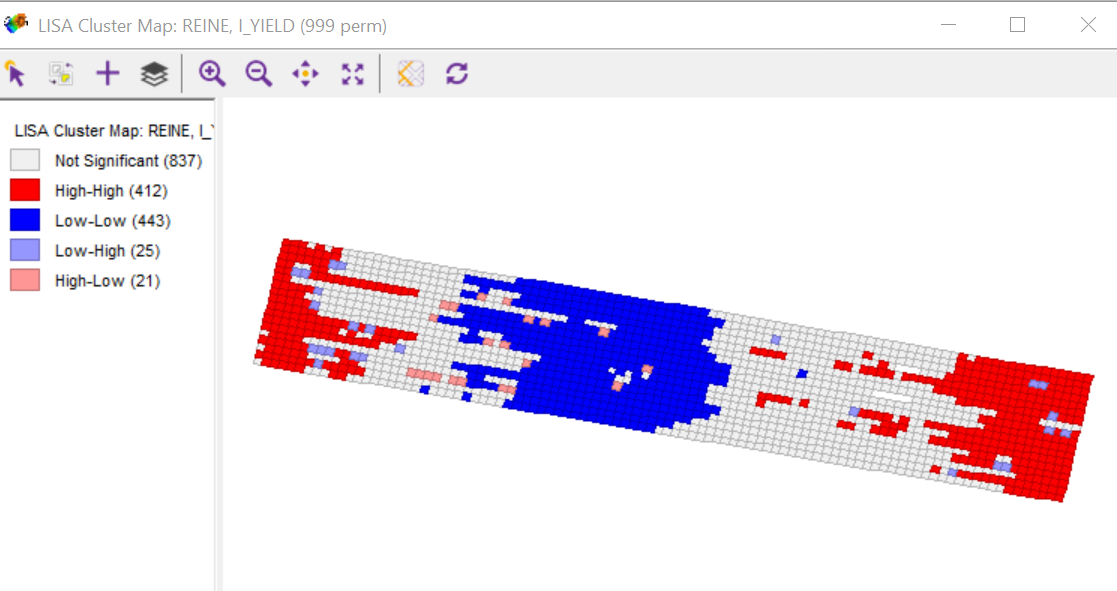 LISA Cluster Map: REINE, I_YIELD (999 perm)
LISA Cluster Map: REINE, I_
Not Significant (837)
High-High (412)
Low-Low (443)
Low-High (25)
High-Low (21)